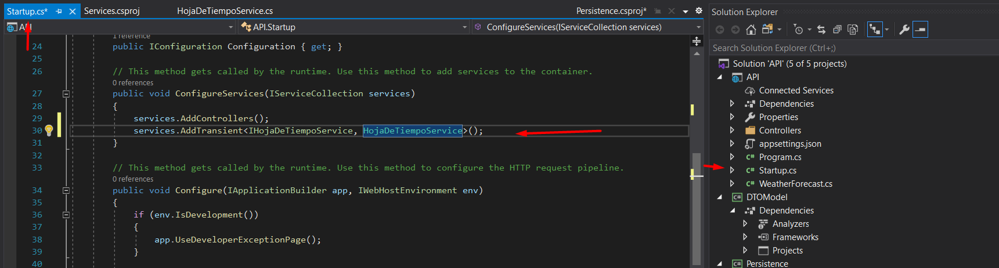 Startup.cs*
Services.csproj
HojaDeTiempoService.cs
Persistence.csproj*
API
API.Startup
ConfigureServices(IServiceCollection services)
1 reference
24 public IConfiguration Configuration { get; }
25
26 // This method gets called by the runtime. Use this method to add services to the container.
0 references
27 public void ConfigureServices(IServiceCollection services)
28 {
29 services.AddControllers();
30 services.AddTransient<IHojaDeTiempoService, HojaDeTiempoService>();
31 }
32
33 // This method gets called by the runtime. Use this method to configure the HTTP request pipeline.
0 references
34 public void Configure(IApplicationBuilder app, IWebHostEnvironment env)
35 {
36 if (env.IsDevelopment())
37 {
38 app.UseDeveloperExceptionPage();
39 }
40
Solution Explorer
Search Solution Explorer (Ctrl+;)
Solution 'API' (5 of 5 projects)
API
Connected Services
Dependencies
Properties
Controllers
appsettings.json
C# Program.cs
C# Startup.cs
C# WeatherForecast.cs
C# DTOModel
Dependencies
Analyzers
Frameworks
Projects
C# Persistence